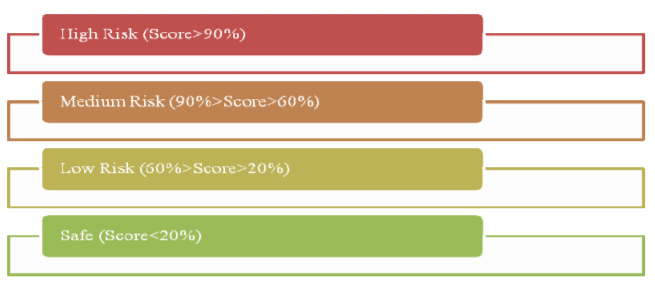 High Risk (Score>90%)
Medium Risk (90%>Score>60%)
Low Risk (60%>Score>20%)
Safe (Score<20%)